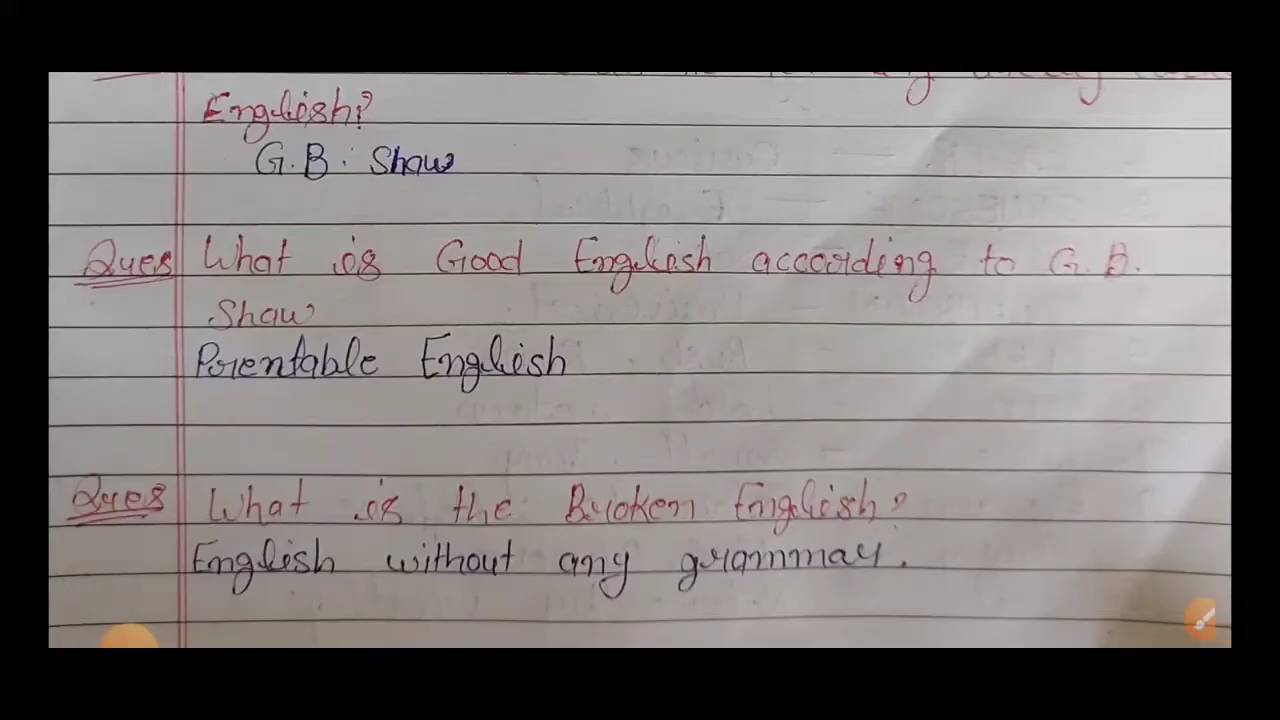 English?
G.B. Shaw
Ques What is Good English according to G.B.
Shaw
Presentable English
Ques What is the Broken English?
English without any grammar.